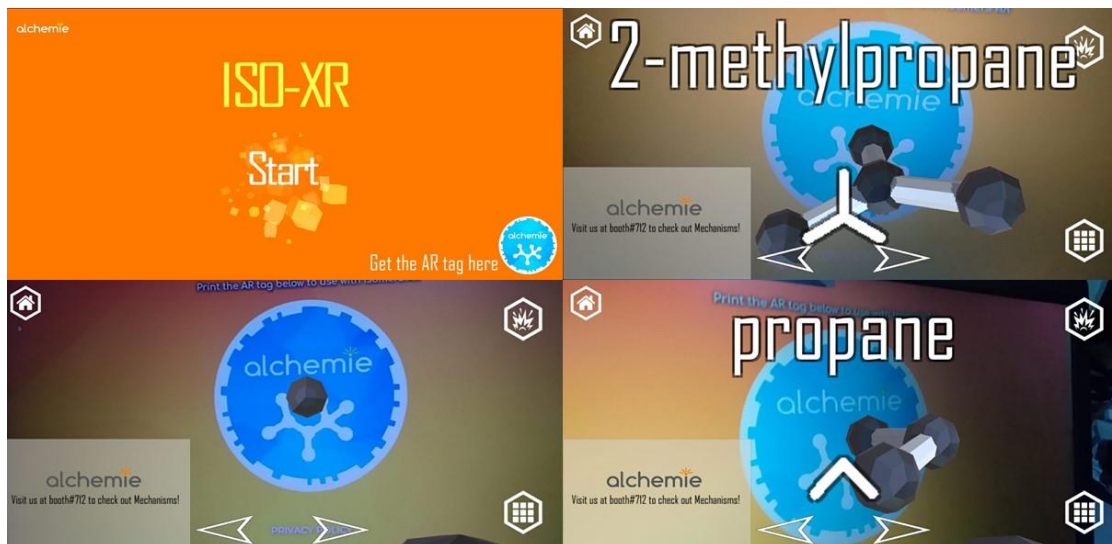 alchemie
ISO-XR
Start
Get the AR tag here
alchemie
2-methylpropane
alchemie
alchemie
Visit us at booth#712 to check out Mechanisms!
Print the AR tag below to use with
alchemie
alchemie
Visit us at booth#712 to check out Mechanisms!
PRIVACY
Print the AR tag below to use with
propane
alchemie
alchemie
Visit us at booth#712 to check out Mechanisms!